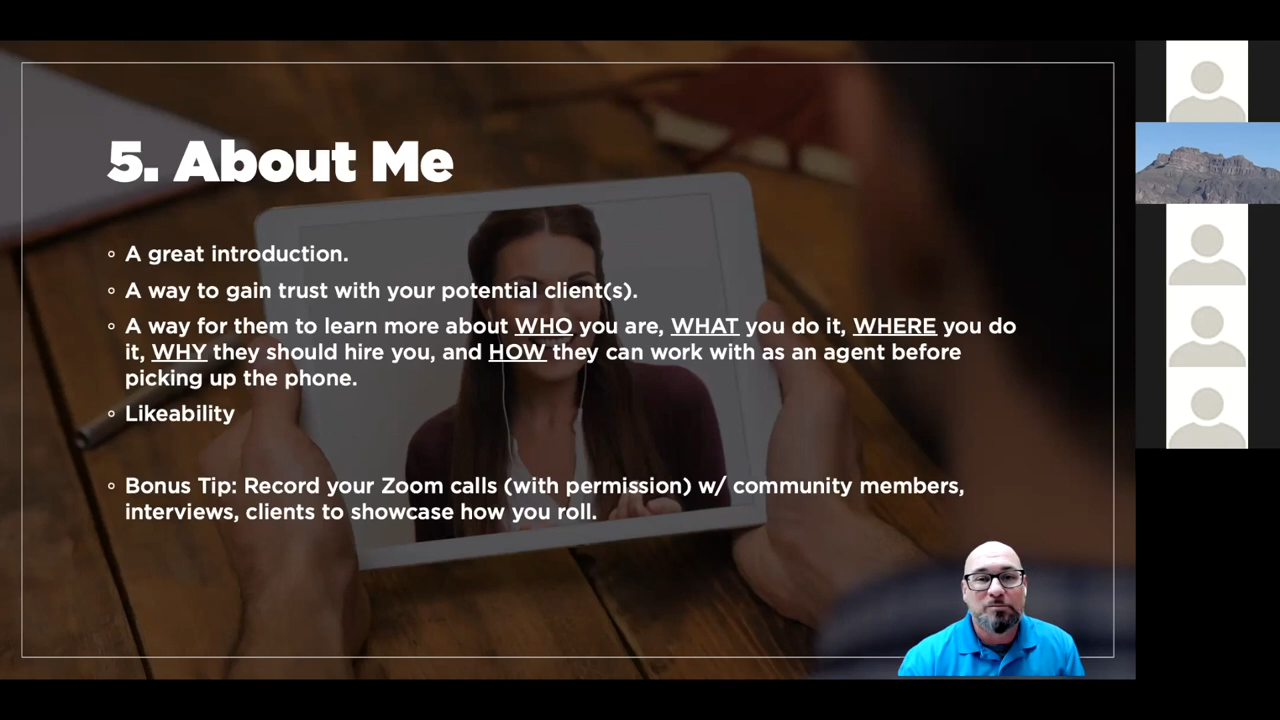 5. About Me
A great introduction.
A way to gain trust with your potential client(s).
A way for them to learn more about WHO you are, WHAT you do it, WHERE you do
it, WHY they should hire you, and HOW they can work with as an agent before
picking up the phone.
Likeability
Bonus Tip: Record your Zoom calls (with permission) w/ community members,
interviews, clients to showcase how you roll.